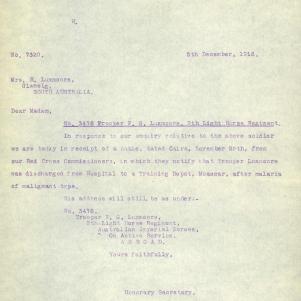 No. 7320.
5th December, 1918.
Mrs. H. Luxmoore,
Glenelg,
SOUTH AUSTRALIA.
Dear Madam,
No. 3478 Trooper P. G. Luxmoore, 9th Light Horse Regiment.
In response to our enquiry relative to the above soldier
we are today in receipt of a cable, dated Cairo, November 29th, from
our Red Cross Commissioners, in which they notify that Trooper Luxmoore
was discharged from Hospital to a Training Depot, Moascar, after malaria
of malignant type.
His address will still be as under:-
No. 3478,
Trooper P. G. Luxmoore,
9th Light Horse Regiment,
Australian Imperial Forces,
On Active Service,
ABROAD.
Yours faithfully,
Honorary Secretary.